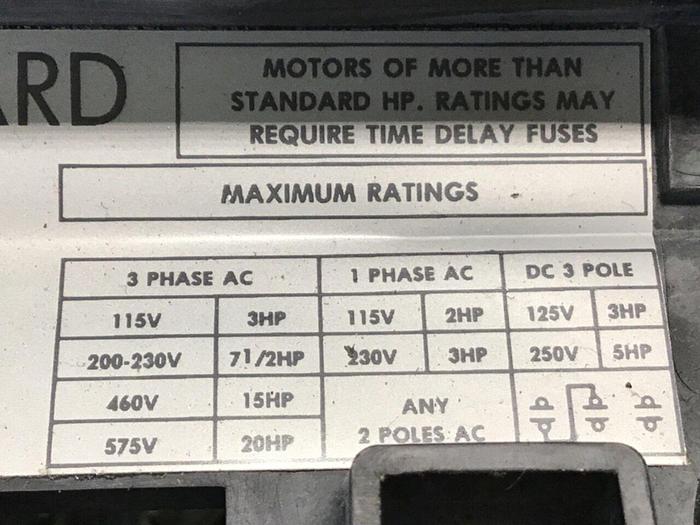 ARD
MOTORS OF MORE THAN
STANDARD HP. RATINGS MAY
REQUIRE TIME DELAY FUSES
MAXIMUM RATINGS
3 PHASE AC 1 PHASE AC DC 3 POLE
115V 3HP 115V 2HP 125V 3HP
200-230V 7 1/2HP 230V 3HP 250V 5HP
460V 15HP ANY
575V 20HP 2 POLES AC